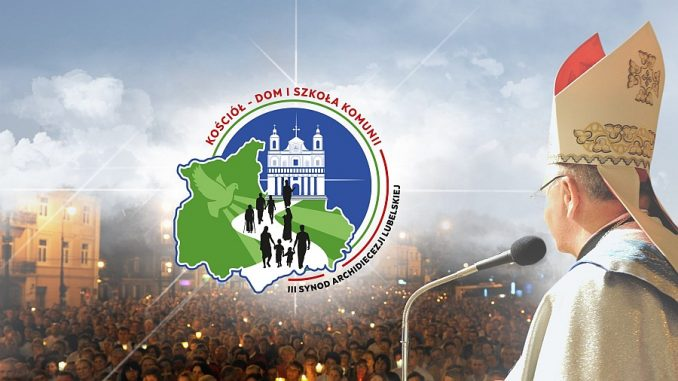 KOŚCIÓŁ - DOM I SZKOŁA KOMUNII
III SYNOD ARCHIDIECEZJI LUBELSKIEJ